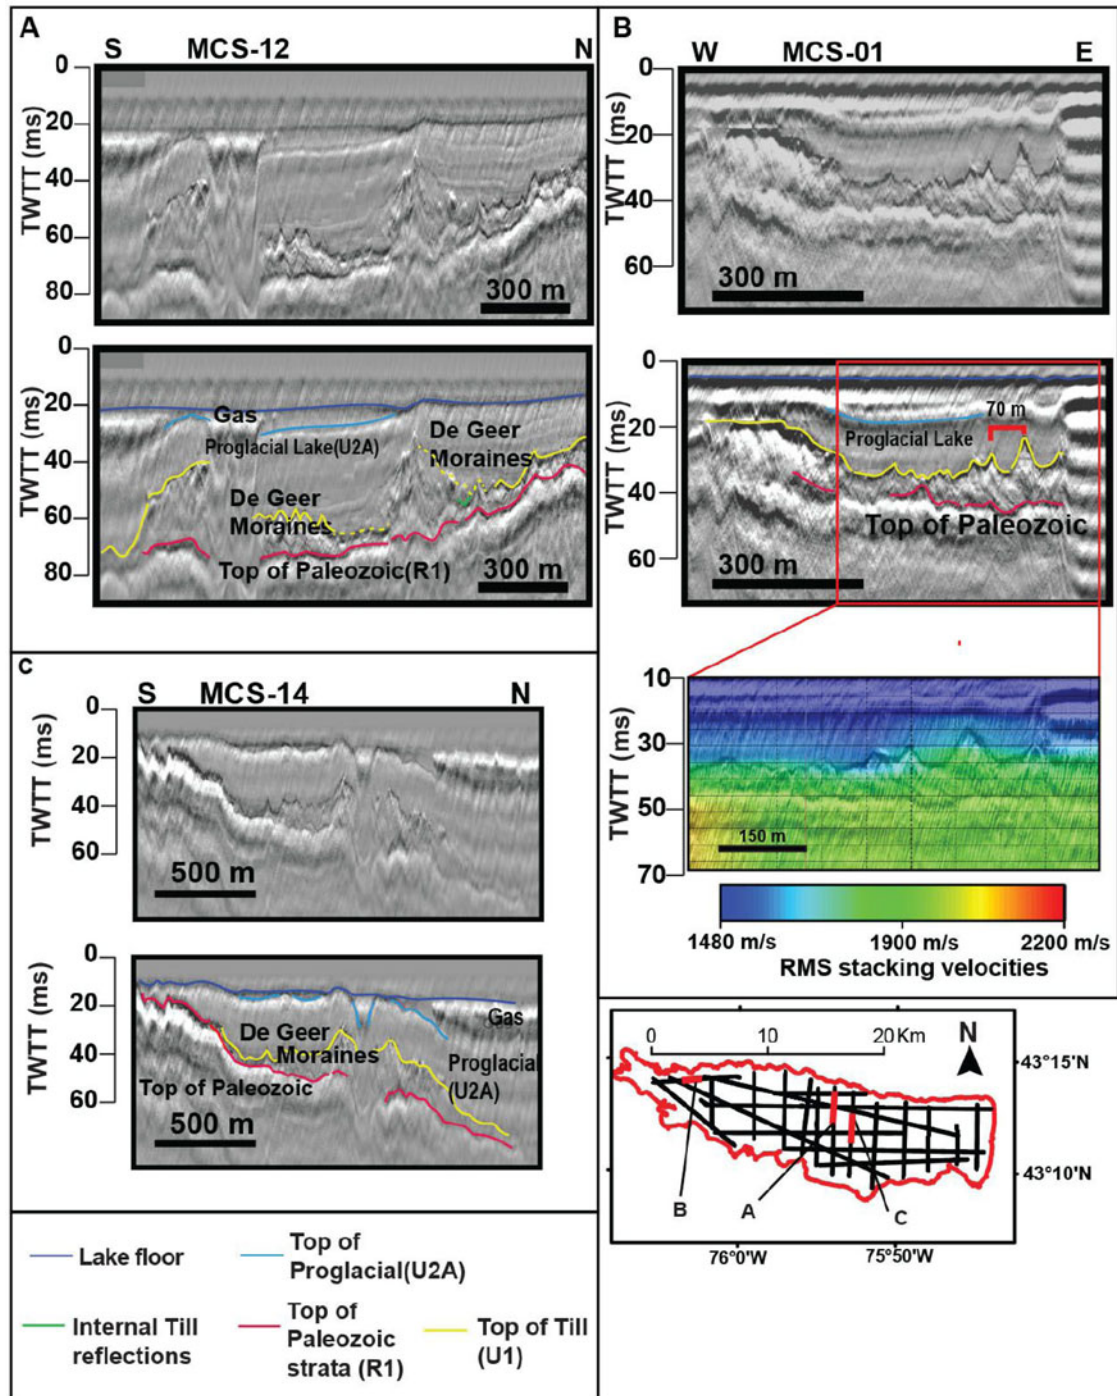 A
S MCS-12 N
0
20
40
60
80
TWTT (ms)
300 m
0
20
40
60
80
TWTT (ms)
Gas
Proglacial Lake(U2A)
De Geer
Moraines
De Geer
Moraines
Top of Paleozoic(R1)
300 m
B
W MCS-01 E
0
20
40
60
TWTT (ms)
300 m
0
20
40
60
TWTT (ms)
70 m
Proglacial Lake
Top of Paleozoic
300 m
10
30
50
70
TWTT (ms)
150 m
1480 m/s 1900 m/s 2200 m/s
RMS stacking velocities
C
S MCS-14 N
0
20
40
60
TWTT (ms)
500 m
0
20
40
60
TWTT (ms)
De Geer
Moraines
Gas
Proglacial
(U2A)
Top of Paleozoic
500 m
0 10 20 Km
N
43°15'N
43°10'N
B A C
76°0'W 75°50'W
Lake floor
Top of
Proglacial(U2A)
Internal Till
reflections
Top of
Paleozoic
strata (R1)
Top of Till
(U1)